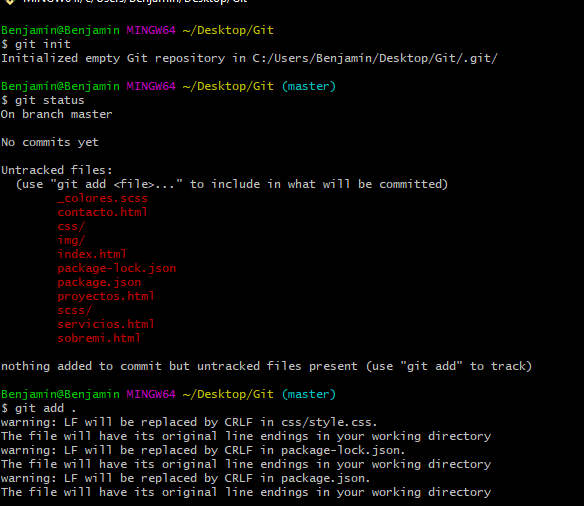 MINGW64:/c/Users/Benjamín/Desktop/Git
Benjamín@Benjamin MINGW64 ~/Desktop/Git
$ git init
Initialized empty Git repository in C:/Users/Benjamín/Desktop/Git/.git/
Benjamín@Benjamin MINGW64 ~/Desktop/Git (master)
$ git status
On branch master
No commits yet
Untracked files:
(use "git add <file>..." to include in what will be committed)
_colores.scss
contacto.html
css/
img/
index.html
package-lock.json
package.json
proyectos.html
scss/
servicios.html
sobremi.html
nothing added to commit but untracked files present (use "git add" to track)
Benjamín@Benjamin MINGW64 ~/Desktop/Git (master)
$ git add .
warning: LF will be replaced by CRLF in css/style.css.
The file will have its original line endings in your working directory
warning: LF will be replaced by CRLF in package-lock.json.
The file will have its original line endings in your working directory
warning: LF will be replaced by CRLF in package.json.
The file will have its original line endings in your working directory